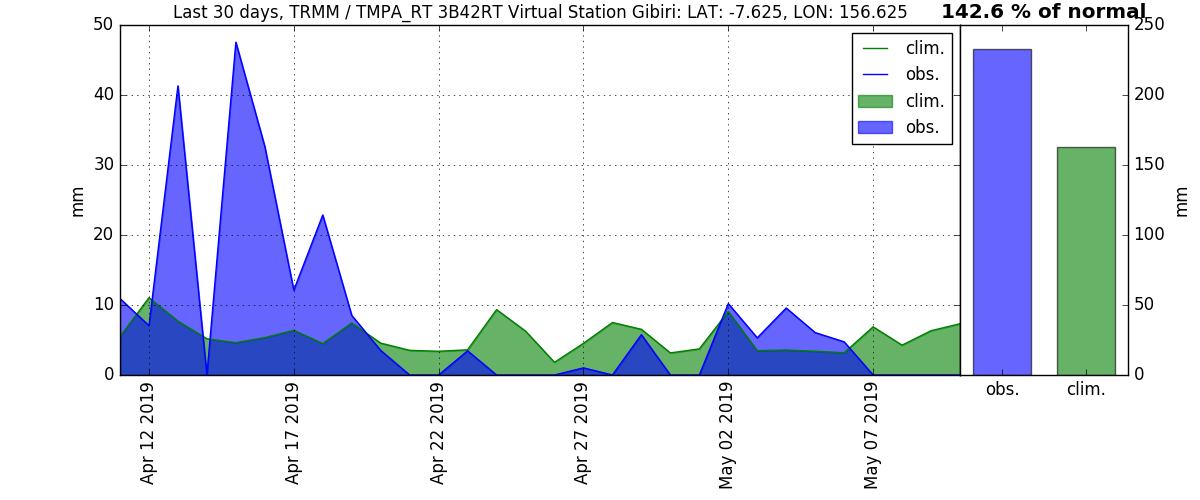 Last 30 days, TRMM / TMPA_RT 3B42RT Virtual Station Gibiri: LAT: -7.625, LON: 156.625
142.6 % of normal
50
40
30
20
10
0
mm
clim.
obs.
clim.
obs.
Apr 12 2019
Apr 17 2019
Apr 22 2019
Apr 27 2019
May 02 2019
May 07 2019
250
200
150
100
50
0
mm
obs.
clim.